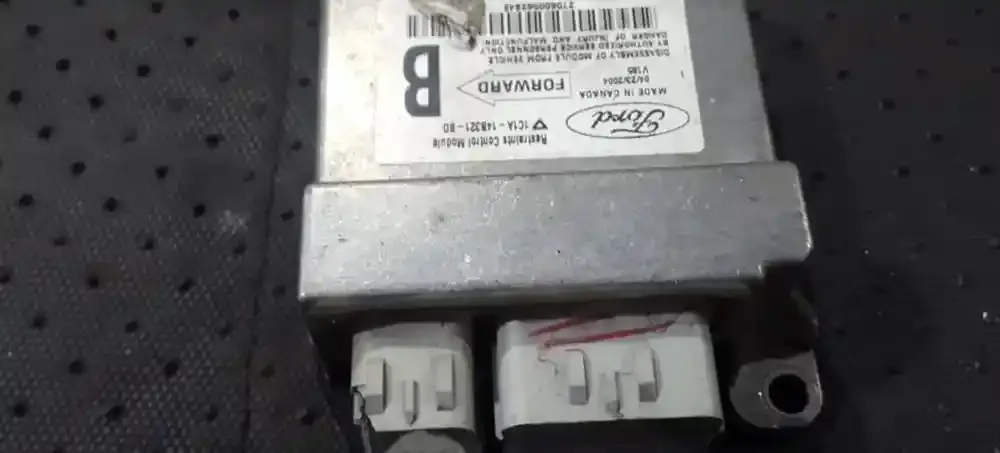 Ford
Restraints Control Module
1C1A-14B321-BD
MADE IN CANADA
04/23/2004
V185
FORWARD
B
DISASSEMBLY OF MODULE FROM VEHICLE
BY AUTHORIZED SERVICE PERSONNEL ONLY
DANGER OF INJURY AND MALFUNCTION